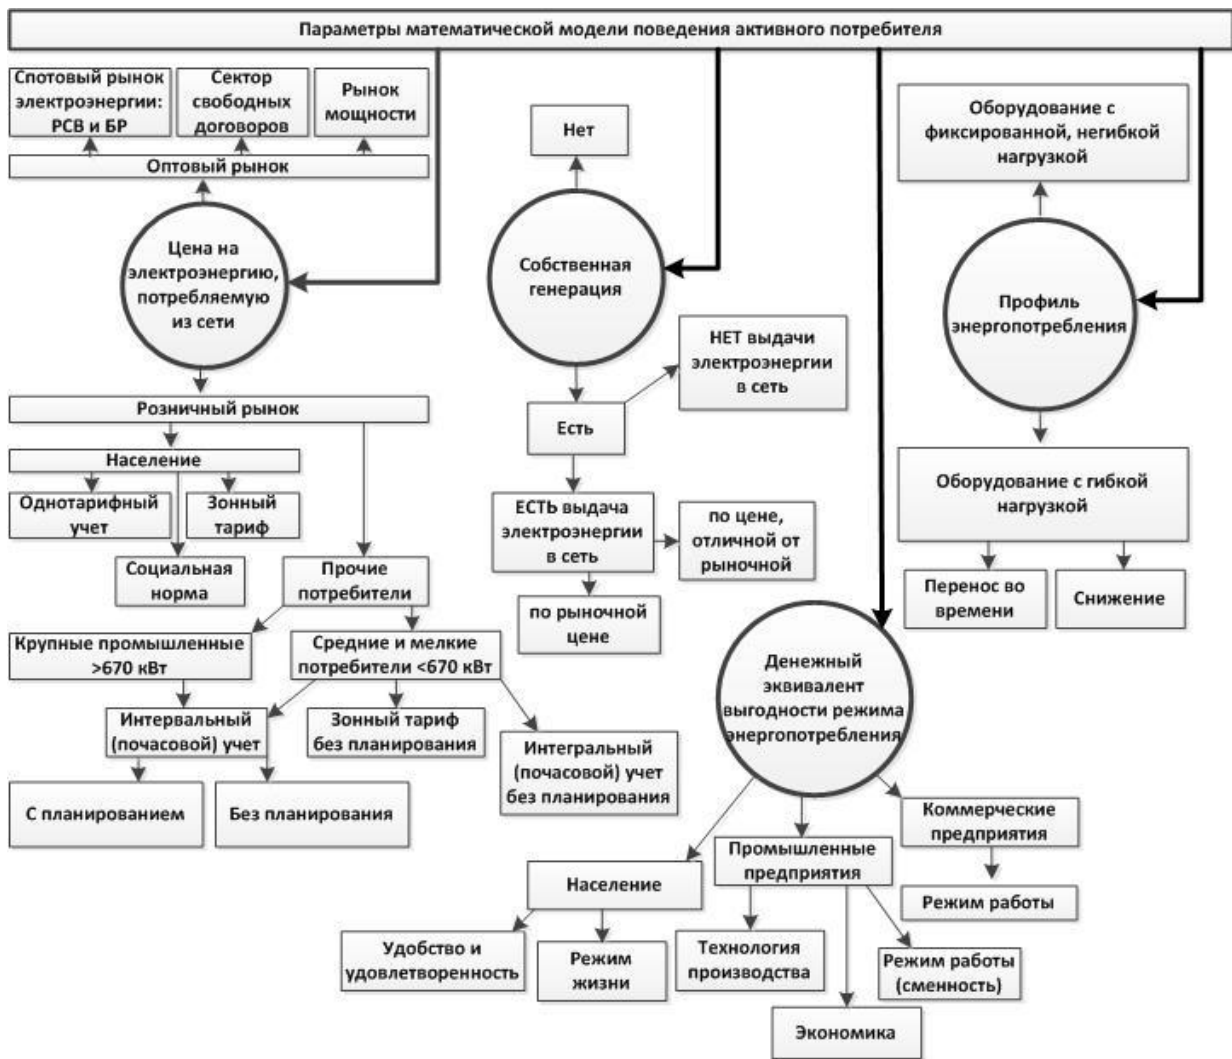 Параметры математической модели поведения активного потребителя
Спотовый рынок
электроэнергии:
РСВ и БР
Сектор
свободных
договоров
Рынок
мощности
Оптовый рынок
Цена на
электроэнергию,
потребляемую
из сети
Розничный рынок
Население
Однотарифный
учет
Зонный
тариф
Социальная
норма
Прочие
потребители
Крупные промышленные
>670 кВт
Средние и мелкие
потребители <670 кВт
Интервальный
(почасовой) учет
Зонный тариф
без планирования
Интегральный
(почасовой) учет
без планирования
С планированием
Без планирования
Нет
Собственная
генерация
НЕТ выдачи
электроэнергии
в сеть
Есть
ЕСТЬ выдача
электроэнергии
в сеть
по цене,
отличной от
рыночной
по рыночной
цене
Оборудование с
фиксированной, негибкой
нагрузкой
Профиль
энергопотребления
Оборудование с гибкой
нагрузкой
Перенос во
времени
Снижение
Денежный
эквивалент
выгодности режима
энергопотребления
Население
Удобство и
удовлетворенность
Режим
жизни
Промышленные
предприятия
Технология
производства
Экономика
Режим работы
(сменность)
Коммерческие
предприятия
Режим работы